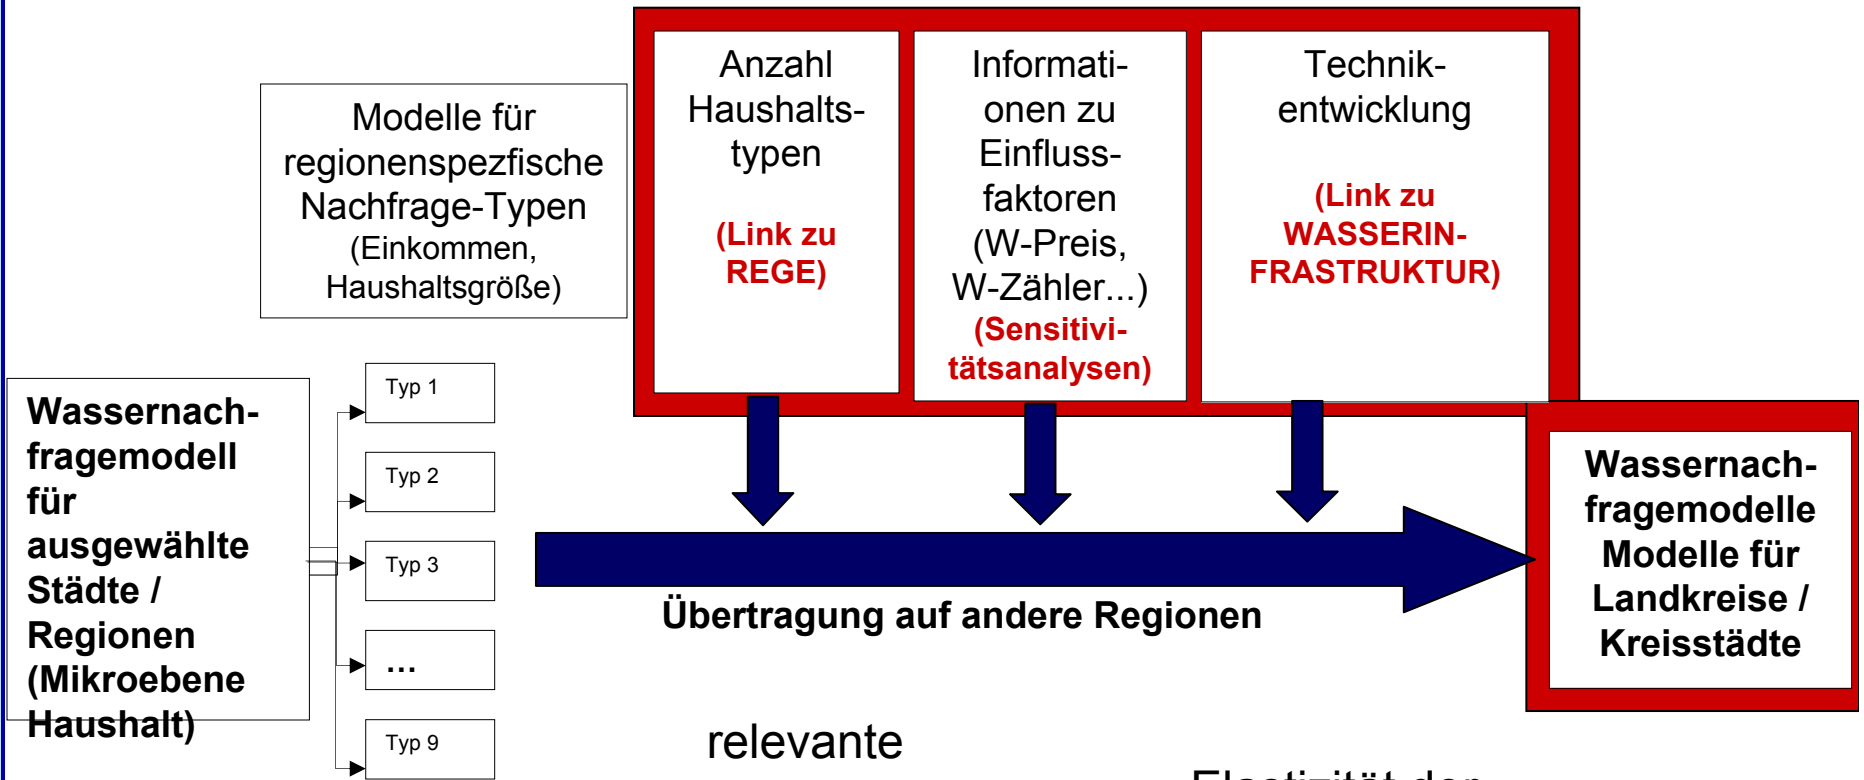 Modelle für
regionenspezfische
Nachfrage-Typen
(Einkommen,
Haushaltsgröße)
Anzahl
Haushalts-
typen
(Link zu
REGE)
Informati-
onen zu
Einfluss-
faktoren
(W-Preis,
W-Zähler...)
(Sensitivi-
tätsanalysen)
Technik-
entwicklung
(Link zu
WASSERIN-
FRASTRUKTUR)
Wassernach-
fragemodell
für
ausgewählte
Städte /
Regionen
(Mikroebene
Haushalt)
Typ 1
Typ 2
Typ 3
...
Typ 9
Übertragung auf andere Regionen
Wassernach-
fragemodelle
Modelle für
Landkreise /
Kreisstädte
relevante
Elastizität der